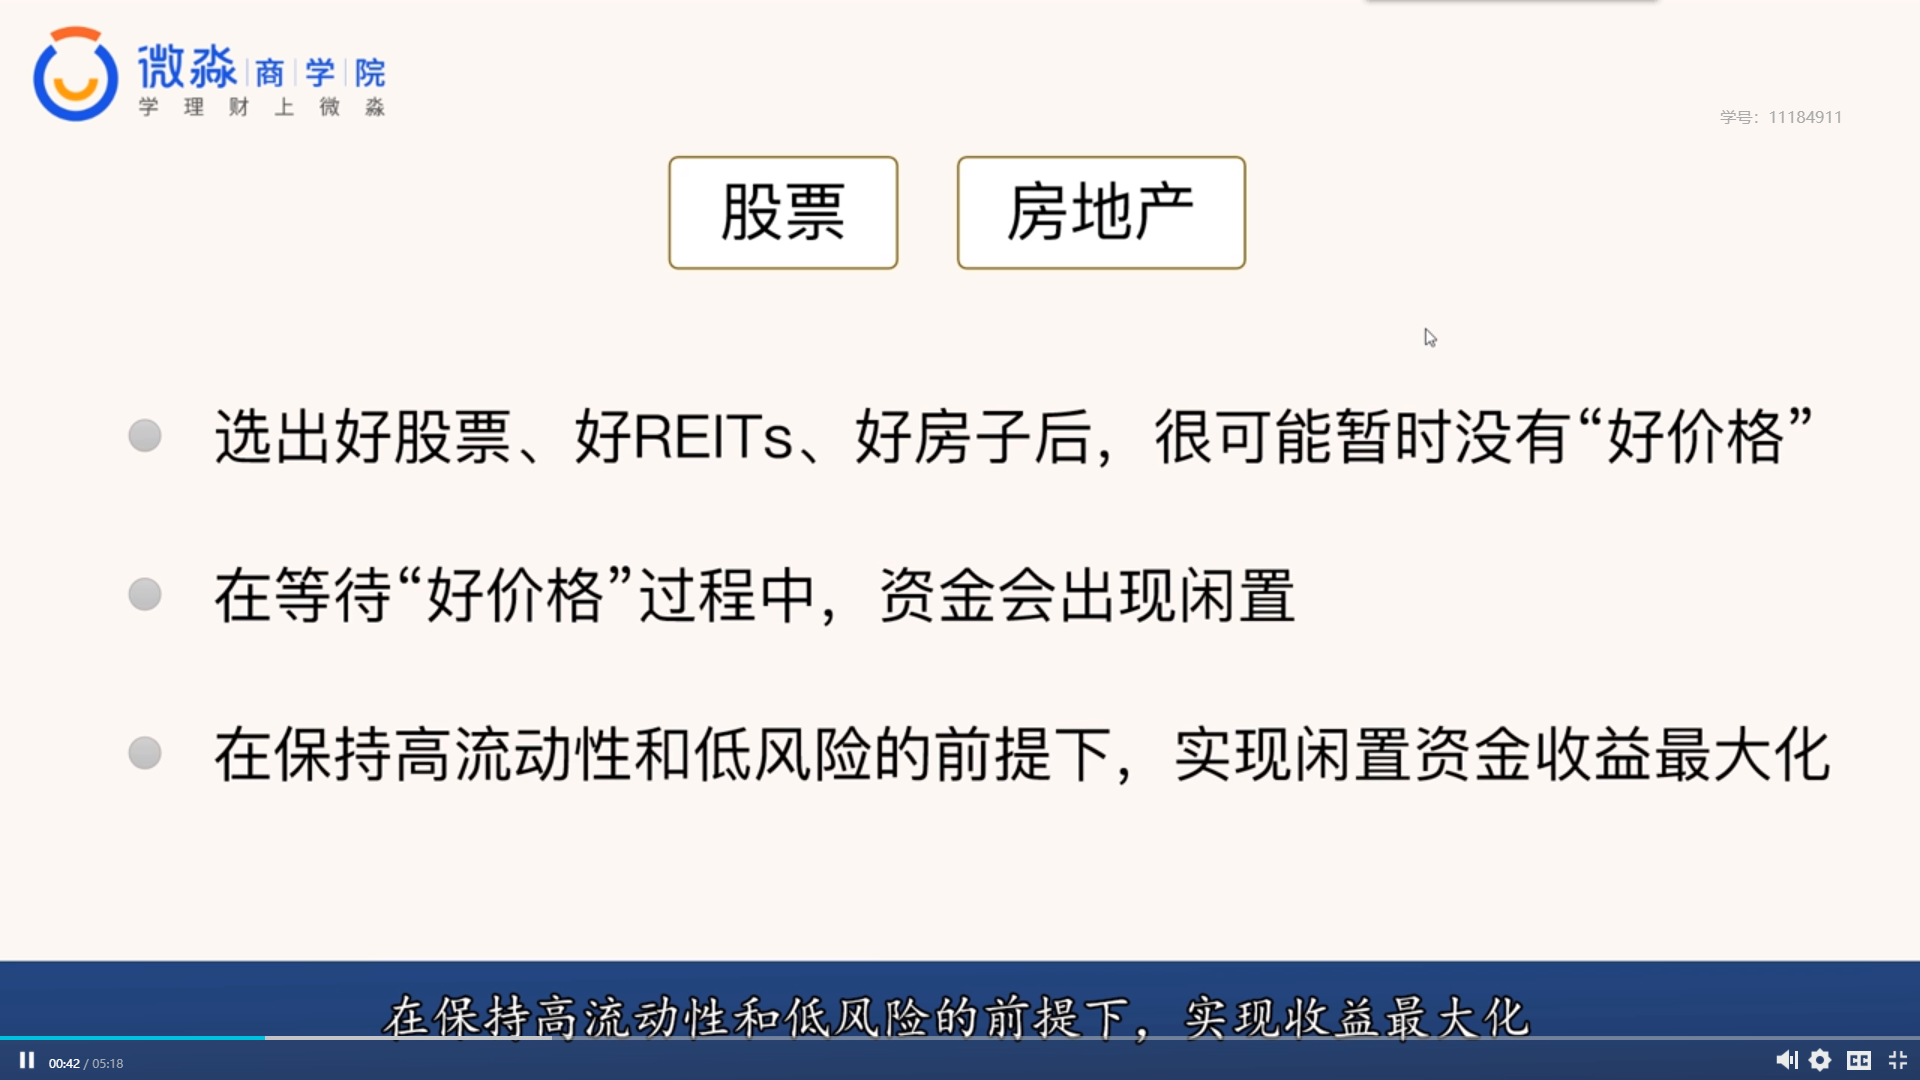 微淼商学院
学理财上微淼
学号：11184911
股票
房地产
选出好股票、好REITs、好房子后，很可能暂时没有“好价格”
在等待“好价格”过程中，资金会出现闲置
在保持高流动性和低风险的前提下，实现闲置资金收益最大化
在保持高流动性和低风险的前提下，实现收益最大化
00:42 / 05:18
CC